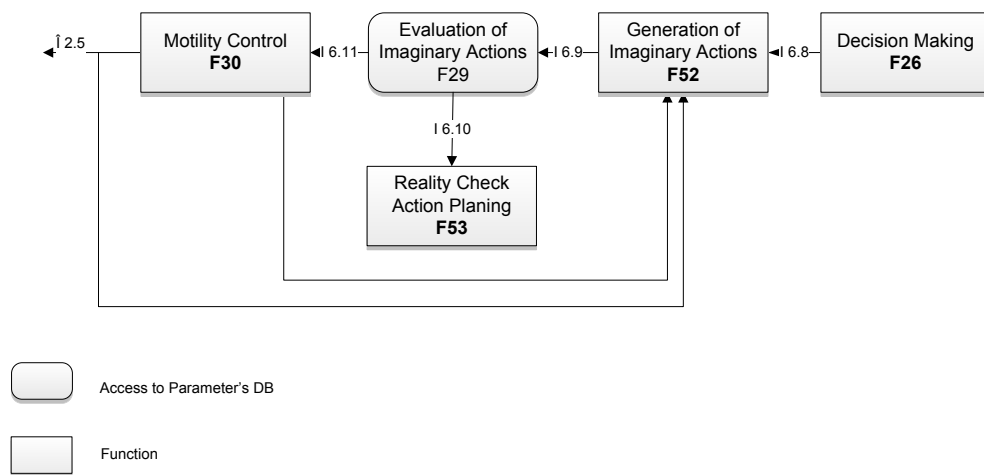 Î 2.5
Motility Control
F30
I 6.11
Evaluation of
Imaginary Actions
F29
I 6.9
Generation of
Imaginary Actions
F52
I 6.8
Decision Making
F26
I 6.10
Reality Check
Action Planing
F53
Access to Parameter’s DB
Function